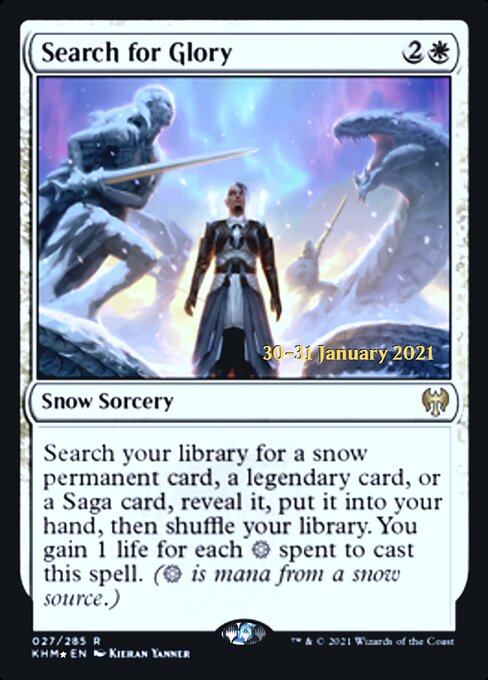 Search for Glory 2
30-31 January 2021
Snow Sorcery
Search your library for a snow
permanent card, a legendary card, or
a Saga card, reveal it, put it into your
hand, then shuffle your library. You
gain 1 life for each spent to cast
this spell. ( is mana from a snow
source.)
027/285 R
KHM★EN Kieran Yanner
™ & © 2021 Wizards of the Coast